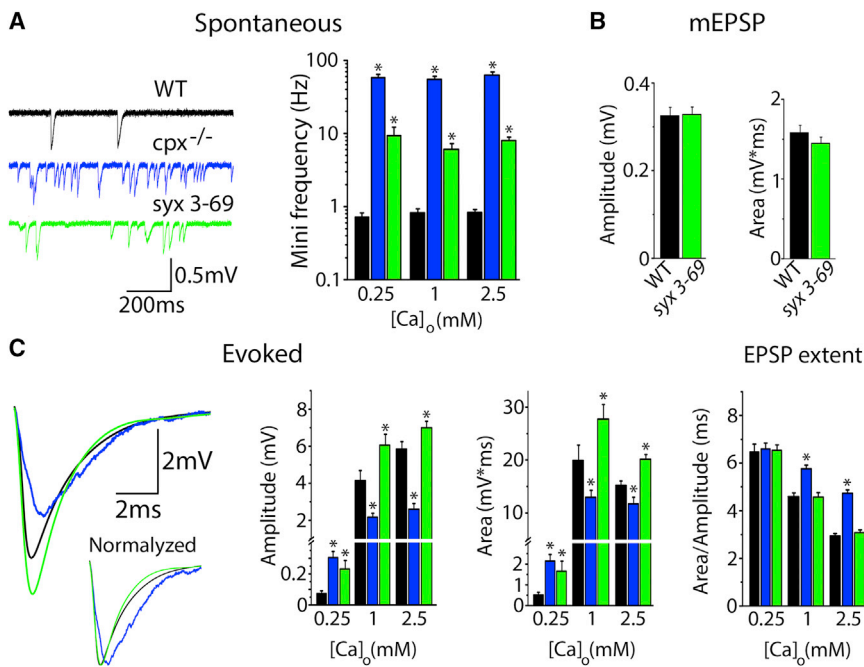 A
Spontaneous
WT
cpx -/-
syx 3-69
0.5mV
200ms
Mini frequency (Hz)
100
10
1
0.1
* * *
* * *
0.25 1 2.5
[Ca]o(mM)
B
mEPSP
Amplitude (mV)
0.4
0.2
0
WT
syx 3-69
Area (mV*ms)
2
1
0
WT
syx 3-69
C
Evoked
EPSP extent
2mV
2ms
Normalyzed
Amplitude (mV)
8
6
4
2
0.2
0
* * * * * *
0.25 1 2.5
[Ca]o(mM)
Area (mV*ms)
30
20
10
2
1
0
* * * * * *
0.25 1 2.5
[Ca]o(mM)
Area/Amplitude (ms)
8
6
4
2
0
* *
0.25 1 2.5
[Ca]o(mM)